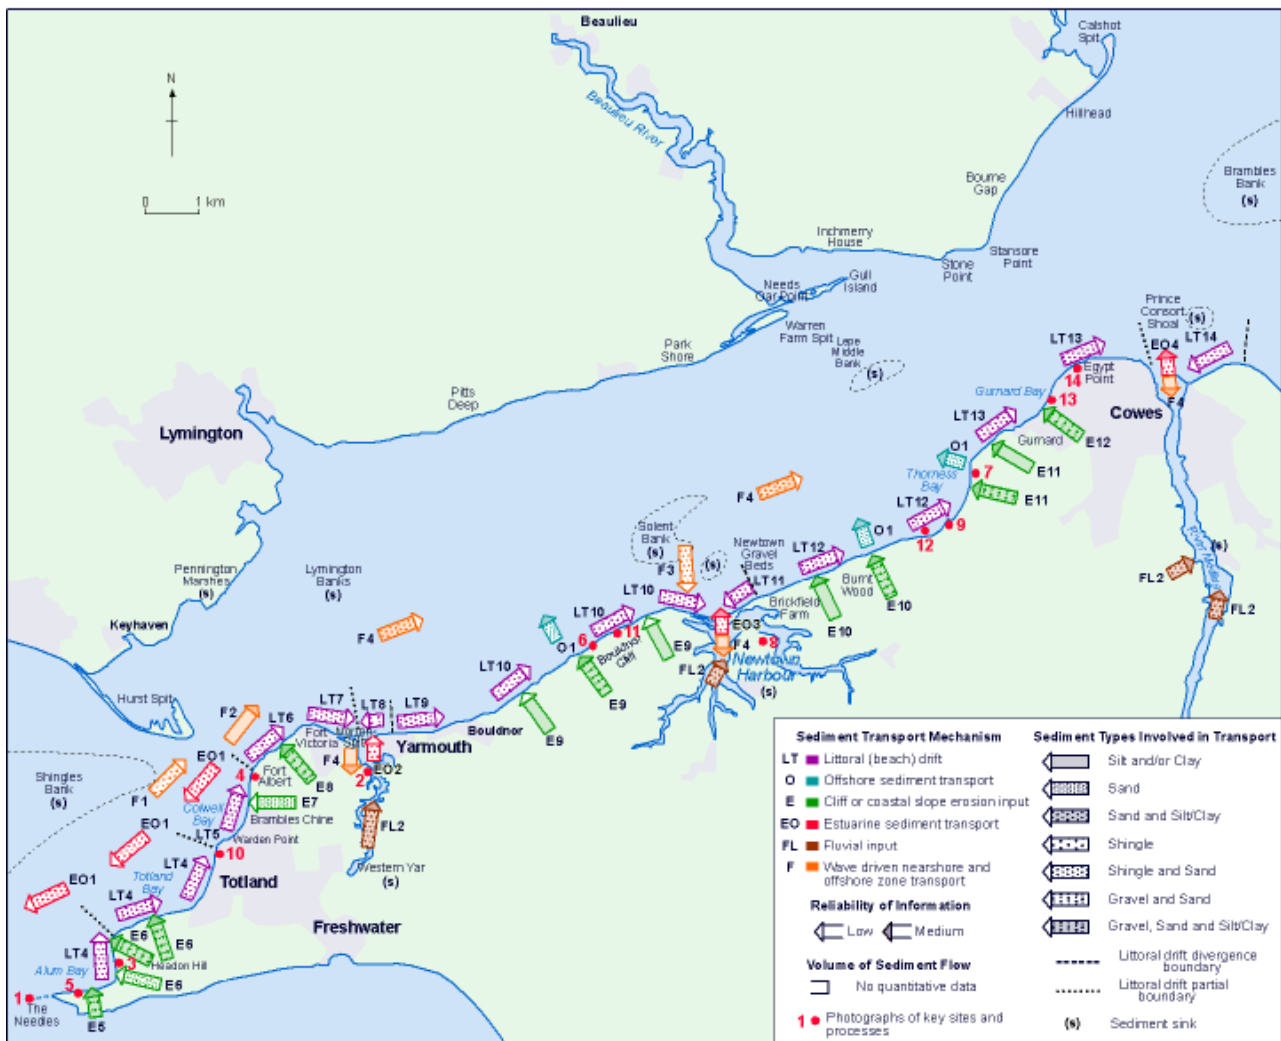 Beaulieu
Calshot
Spit
N
Beaulieu River
Hillhead
0 1 km
Brambles
Bank
(s)
Bourne
Gap
Inchmerry
House
Stansore
Point
Stone
Point
Gull
Island
Needs
Oar Point
Warren
Farm Spit
Prince
Consort
Shoal
(s)
Lepe
Middle
Bank
(s)
Park
Shore
LT13
EO4
LT14
Egypt
Point
14
Gurnard Bay
13
F4
Cowes
Pitts
Deep
LT13
Gurnard
E12
Lymington
O1
E11
Thorness
Bay
7
E11
F4
LT12
9
12
Solent
Bank
(s)
O1
Newtown
Gravel
Beds
(s)
LT12
River Medina
(s)
Pennington
Marshes
(s)
Lymington
Banks
(s)
F3
LT11
Burnt
Wood
FL2
LT10
Brickfield
Farm
E10
FL2
Keyhaven
F4
LT10
E10
O1
6
11
Bouldnor
Cliff
E9
EO3
F4
8
Newtown
Harbour
(s)
FL2
LT10
E9
Hurst Spit
LT7
LT8
LT9
F2
LT6
Bouldnor
E9
Fort
Victoria
Norton
Spit
Yarmouth
EO1
F4
EO2
2
Shingles
Bank
(s)
4
Fort
Albert
E8
F1
E7
Colwell
Bay
Brambles Chine
EO1
LT5
Warden Point
FL2
10
LT4
Western Yar
(s)
Totland
Bay
Totland
EO1
LT4
Freshwater
E6
E6
LT4
Headon Hill
3
Alum Bay
E6
5
1
The
Needles
E5
Sediment Transport Mechanism
LT Littoral (beach) drift
O Offshore sediment transport
E Cliff or coastal slope erosion input
EO Estuarine sediment transport
FL Fluvial input
F Wave driven nearshore and
offshore zone transport
Reliability of Information
Low Medium
Volume of Sediment Flow
No quantitative data
1 Photographs of key sites and
processes
Sediment Types Involved in Transport
Silt and/or Clay
Sand
Sand and Silt/Clay
Shingle
Shingle and Sand
Gravel and Sand
Gravel, Sand and Silt/Clay
Littoral drift divergence
boundary
Littoral drift partial
boundary
(s) Sediment sink